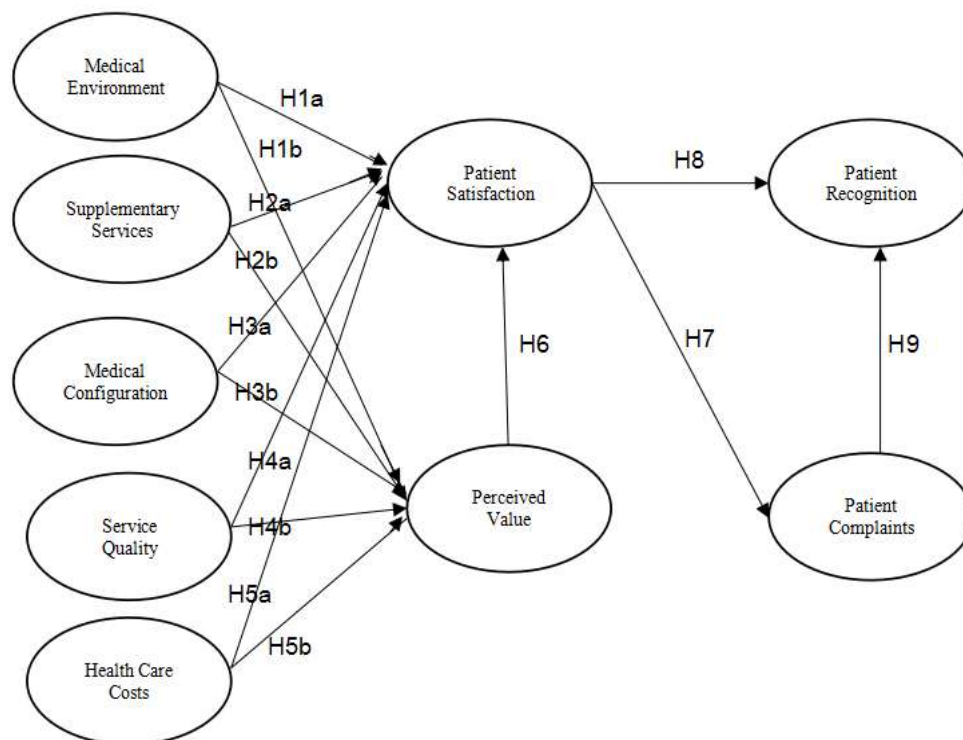 Medical
Environment
H1a
H1b
Patient
Satisfaction
H8
Patient
Recognition
Supplementary
Services
H2a
H2b
Medical
Configuration
H3a
H3b
H6
H7
H9
H4a
Service
Quality
H4b
Perceived
Value
Patient
Complaints
H5a
H5b
Health Care
Costs